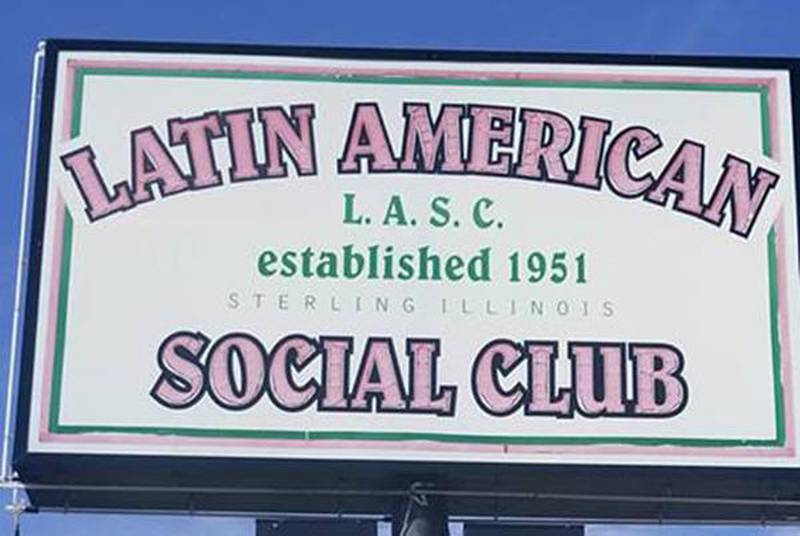 LATIN AMERICAN
L. A. S. C.
established 1951
STERLING ILLINOIS
SOCIAL CLUB